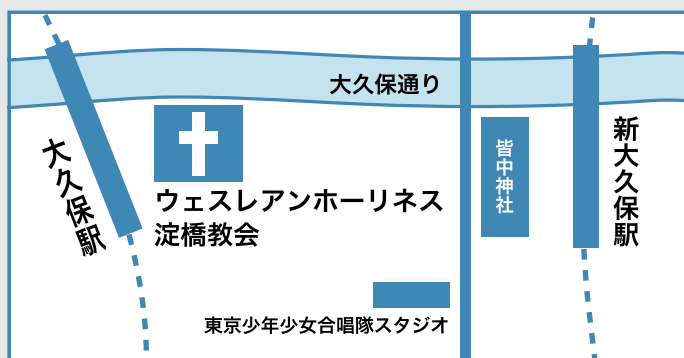 大久保通り
大久保駅
ウェスレアンホーリネス
淀橋教会
皆中神社
新大久保駅
東京少年少女合唱隊スタジオ